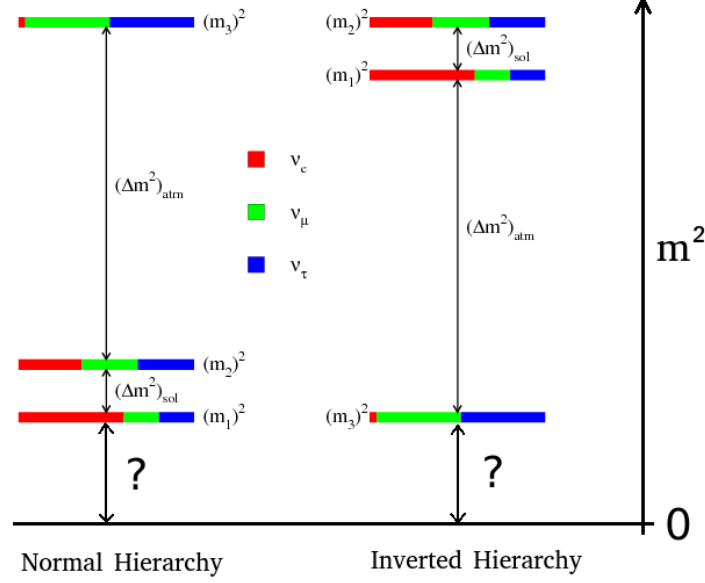 (m₃)²
(m₂)²
(Δm²)sol
(m₁)²
(Δm²)atm
νe
νμ
ντ
(Δm²)atm
m²
(m₂)²
(Δm²)sol
(m₁)²
(m₃)²
?
?
0
Normal Hierarchy
Inverted Hierarchy